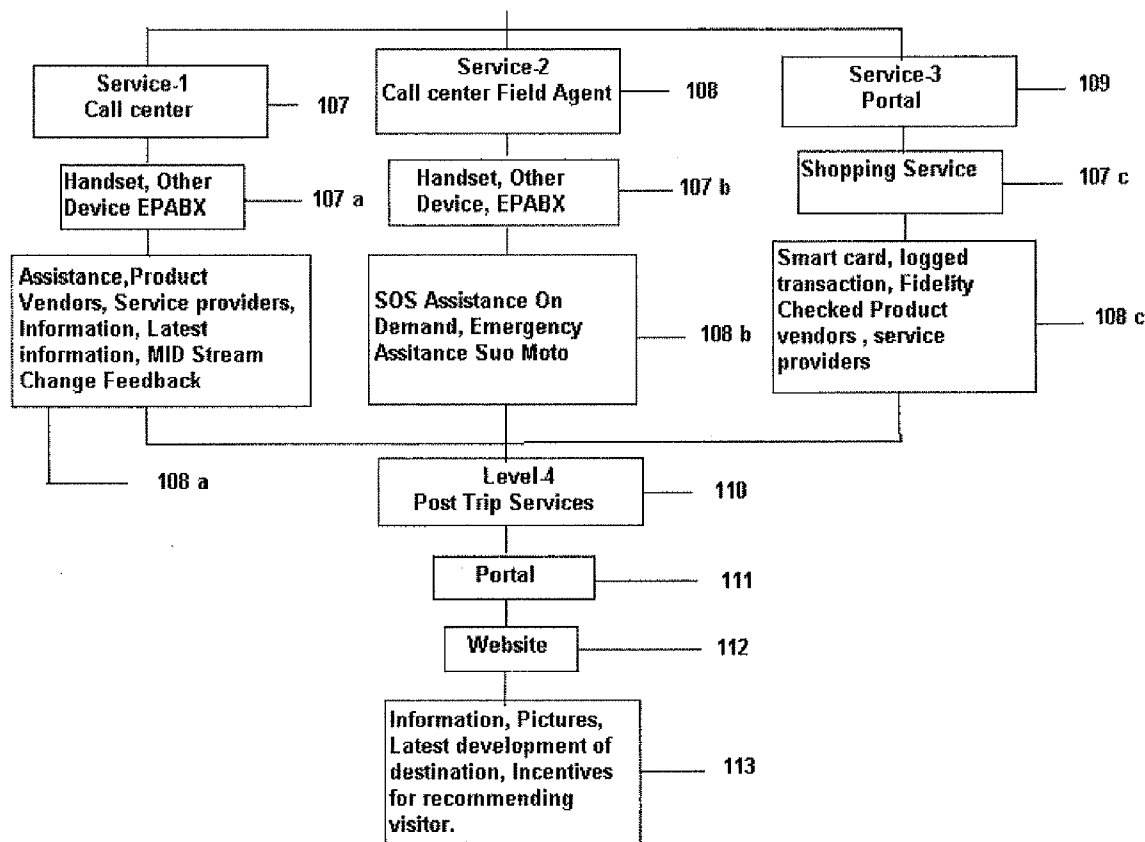 Service-1
Call center
107
Service-2
Call center Field Agent
108
Service-3
Portal
109
Handset, Other
Device EPABX
107 a
Handset, Other
Device, EPABX
107 b
Shopping Service
107 c
Assistance,Product
Vendors, Service providers,
Information, Latest
information, MID Stream
Change Feedback
108 a
SOS Assistance On
Demand, Emergency
Assitance Suo Moto
108 b
Smart card, logged
transaction, Fidelity
Checked Product
vendors , service
providers
108 c
Level-4
Post Trip Services
110
Portal
111
Website
112
Information, Pictures,
Latest development of
destination, Incentives
for recommending
visitor.
113